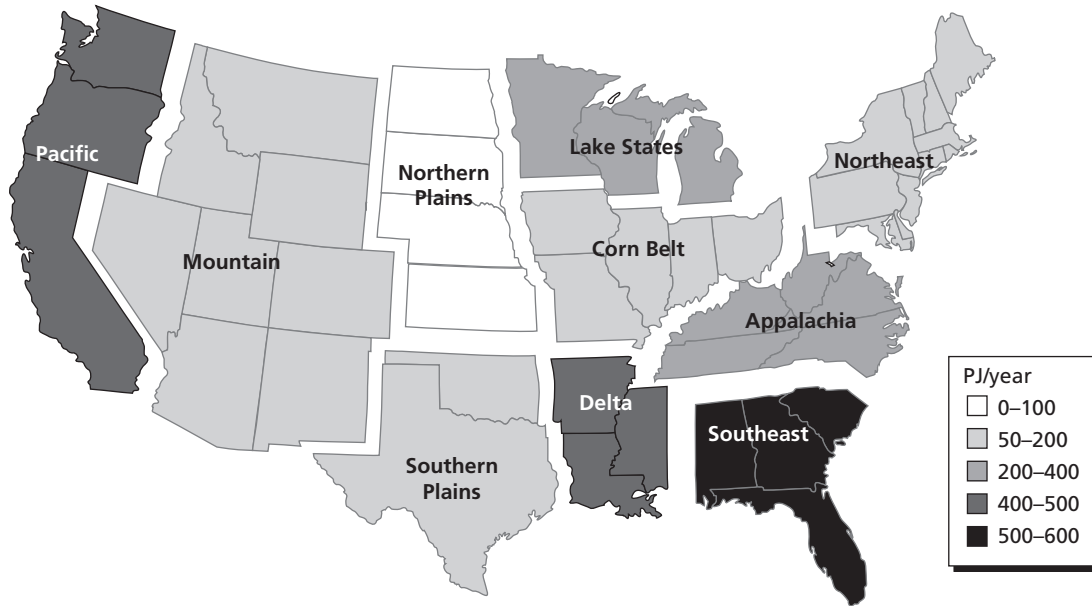 Pacific
Northern
Plains
Lake States
Northeast
Mountain
Corn Belt
Appalachia
Delta
Southeast
Southern
Plains
PJ/year
0–100
50–200
200–400
400–500
500–600